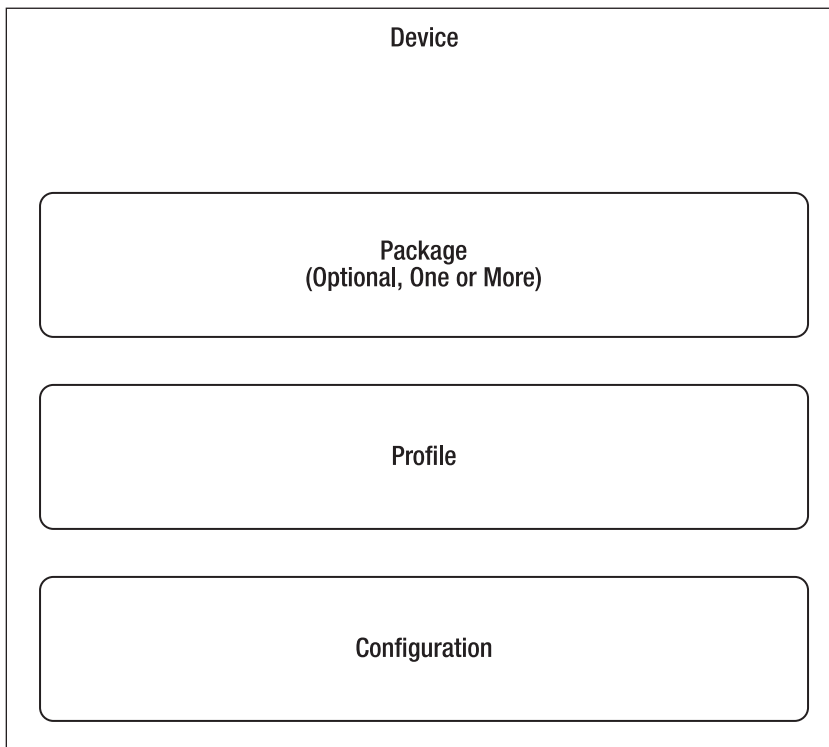 Device
Package
(Optional, One or More)
Profile
Configuration